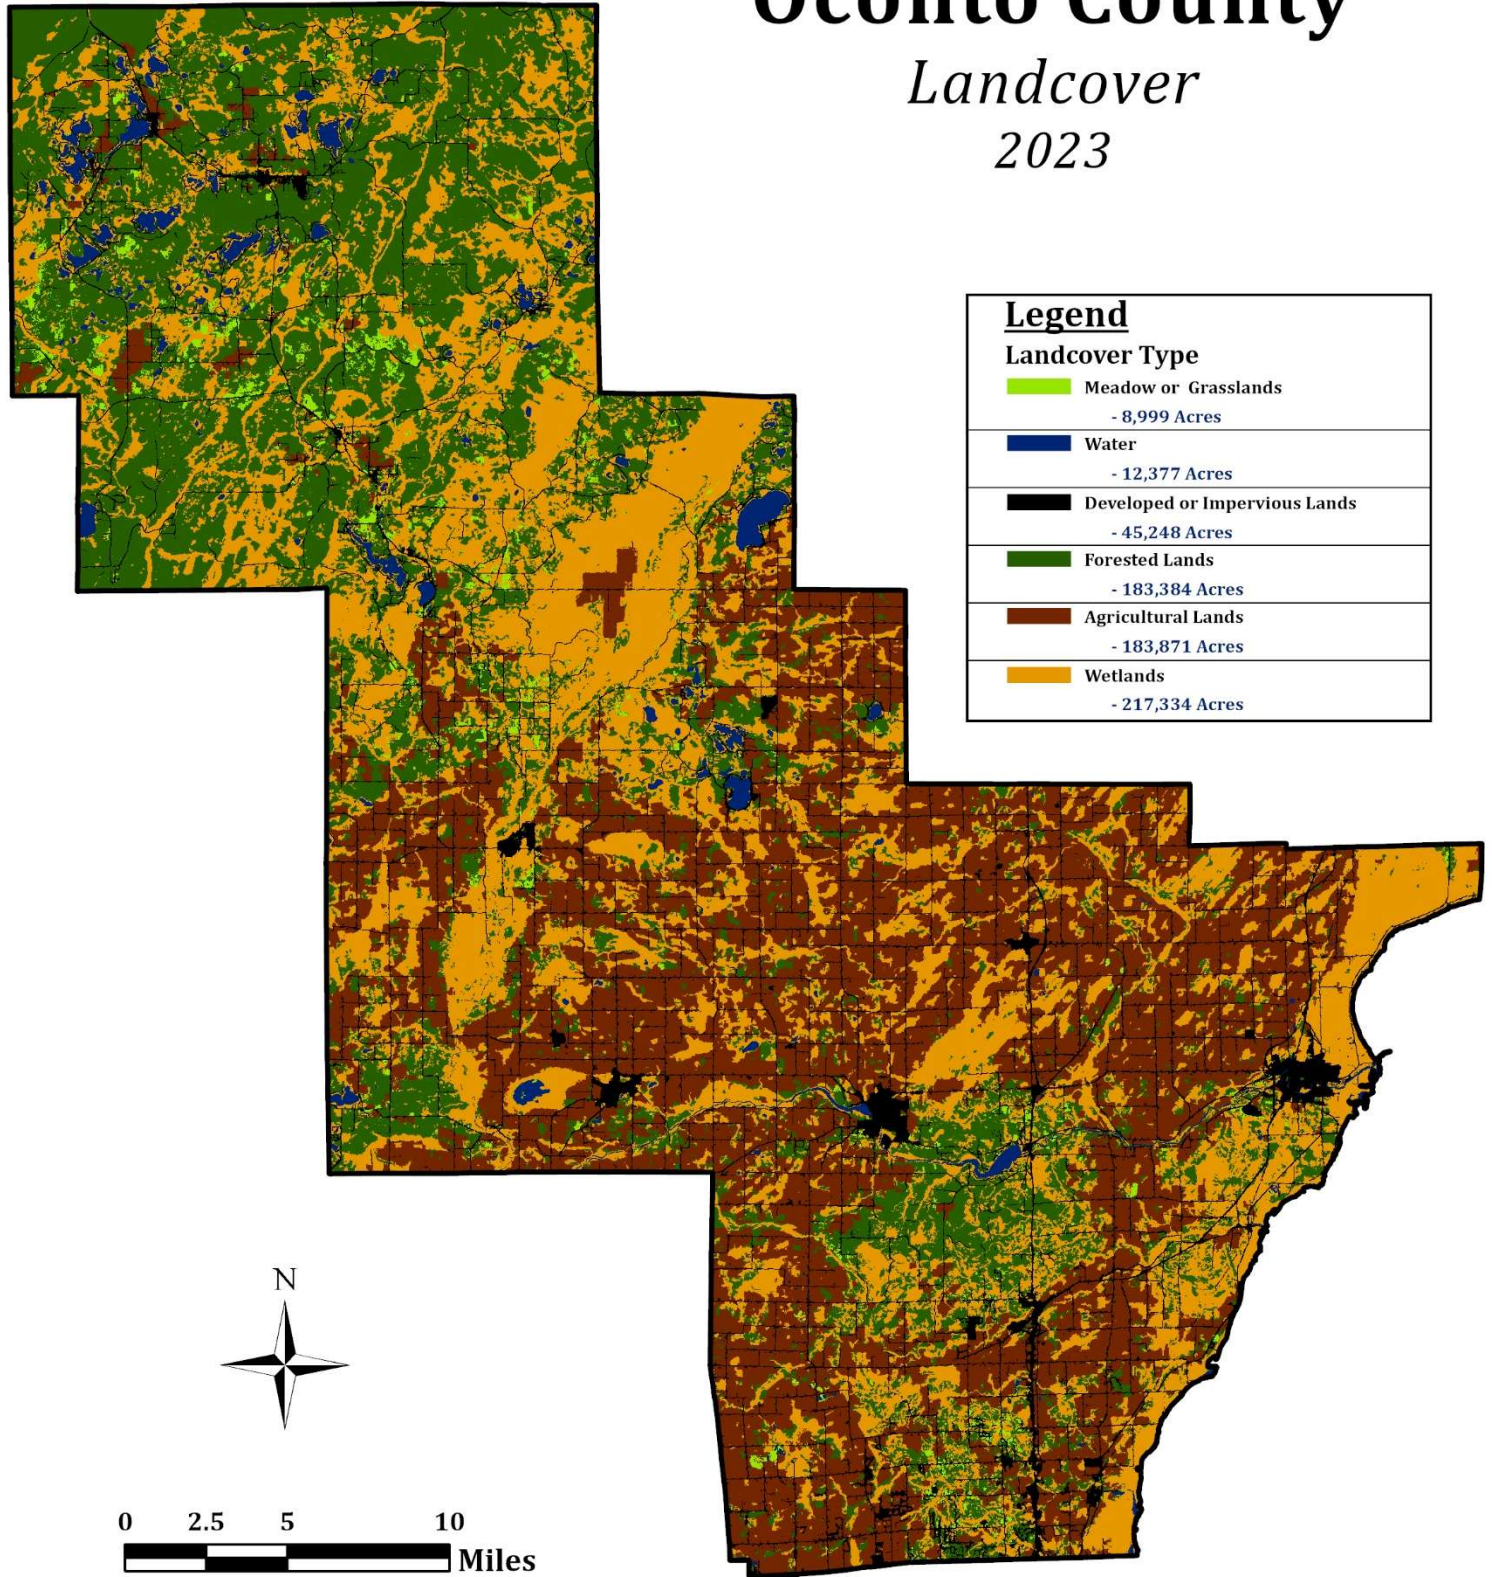 Oconto County
Landcover
2023
Legend
Landcover Type
Meadow or Grasslands
- 8,999 Acres
Water
- 12,377 Acres
Developed or Impervious Lands
- 45,248 Acres
Forested Lands
- 183,384 Acres
Agricultural Lands
- 183,871 Acres
Wetlands
- 217,334 Acres
N
0 2.5 5 10
Miles